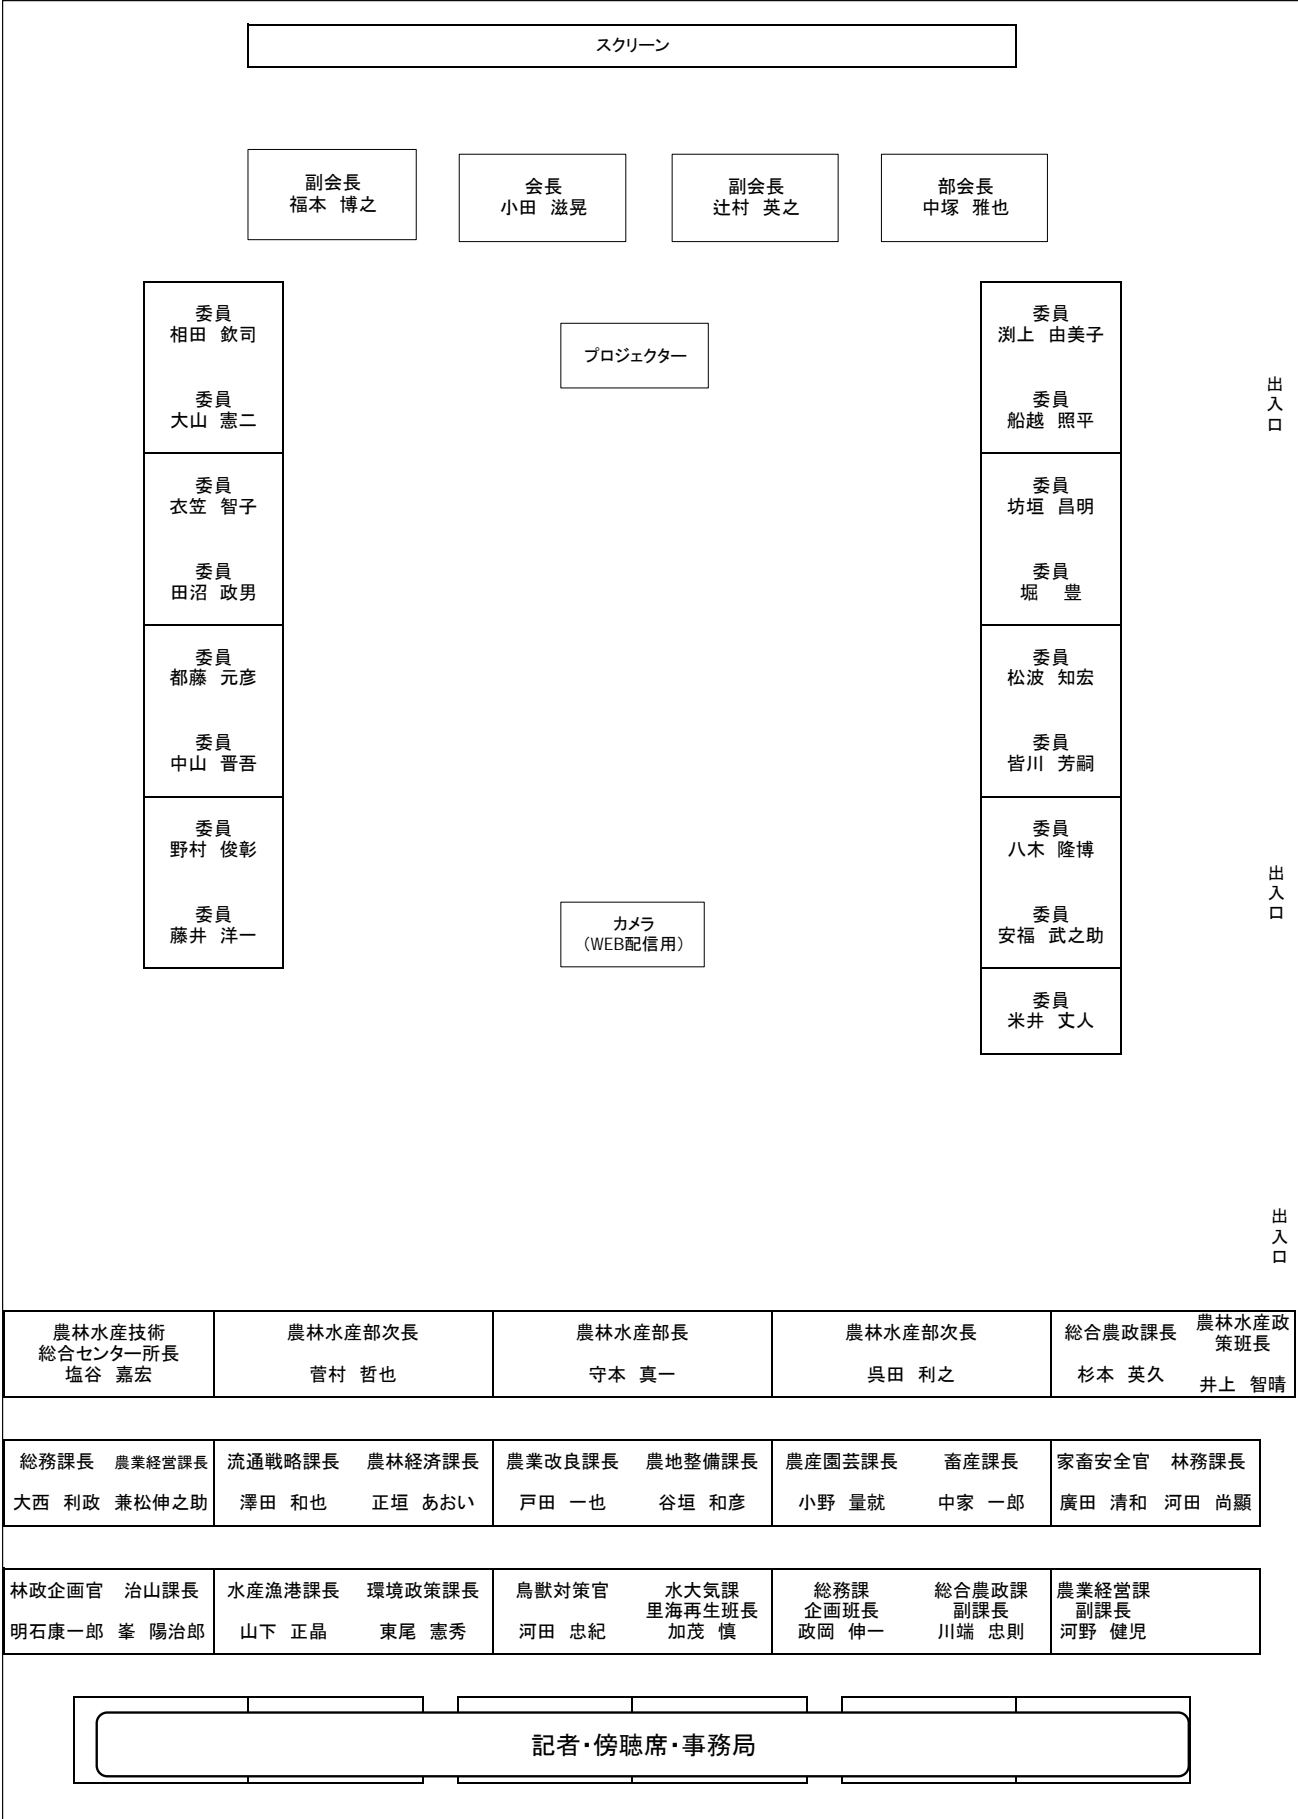 スクリーン
副会長
福本 博之
会長
小田 滋晃
副会長
辻村 英之
部会長
中塚 雅也
委員
相田 欽司
委員
大山 憲二
委員
衣笠 智子
委員
田沼 政男
委員
都藤 元彦
委員
中山 晋吾
委員
野村 俊彰
委員
藤井 洋一
プロジェクター
カメラ
（WEB配信用）
委員
渕上 由美子
委員
船越 照平
委員
坊垣 昌明
委員
堀 豊
委員
松波 知宏
委員
皆川 芳嗣
委員
八木 隆博
委員
安福 武之助
委員
米井 丈人
出入口
出入口
出入口
農林水産技術
総合センター所長
塩谷 嘉宏
農林水産部次長
菅村 哲也
農林水産部長
守本 真一
農林水産部次長
呉田 利之
総合農政課長
杉本 英久
農林水産政
策班長
井上 智晴
総務課長
大西 利政
農業経営課長
兼松伸之助
流通戦略課長
澤田 和也
農林経済課長
正垣 あおい
農業改良課長
戸田 一也
農地整備課長
谷垣 和彦
農産園芸課長
小野 量就
畜産課長
中家 一郎
家畜安全官
廣田 清和
林務課長
河田 尚顯
林政企画官
明石康一郎
治山課長
峯 陽治郎
水産漁港課長
山下 正晶
環境政策課長
東尾 憲秀
鳥獣対策官
河田 忠紀
水大気課
里海再生班長
加茂 慎
総務課
企画班長
政岡 伸一
総合農政課
副課長
川端 忠則
農業経営課
副課長
河野 健児
記者・傍聴席・事務局